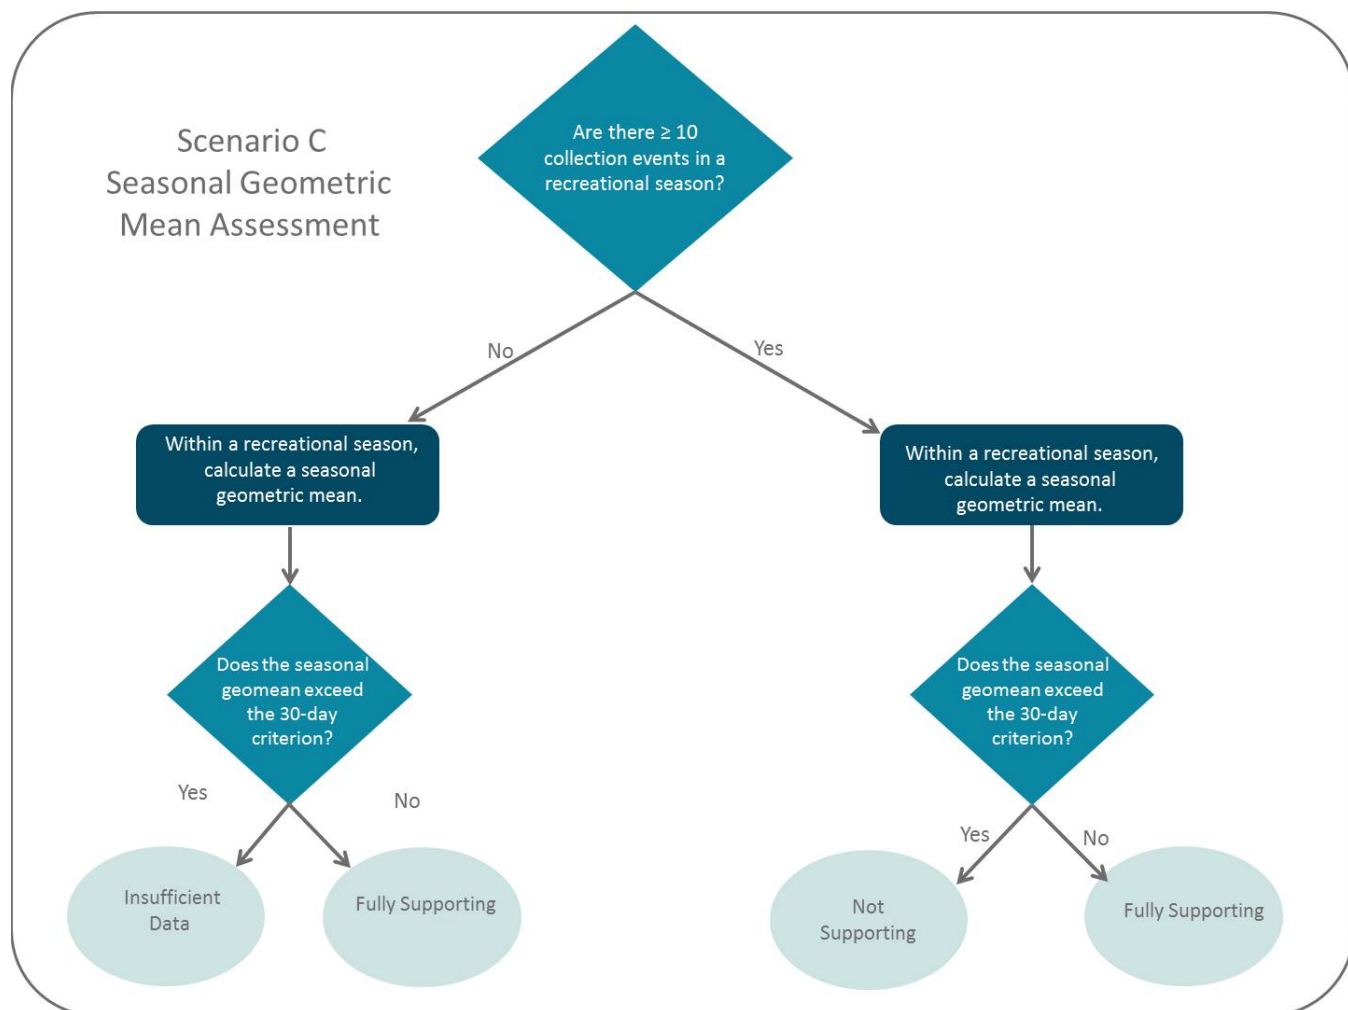 Scenario C
Seasonal Geometric
Mean Assessment
Are there ≥ 10
collection events in a
recreational season?
No
Yes
Within a recreational season,
calculate a seasonal
geometric mean.
Within a recreational season,
calculate a seasonal
geometric mean.
Does the seasonal
geomean exceed
the 30-day
criterion?
Does the seasonal
geomean exceed
the 30-day
criterion?
Yes
No
Yes
No
Insufficient
Data
Fully Supporting
Not
Supporting
Fully Supporting